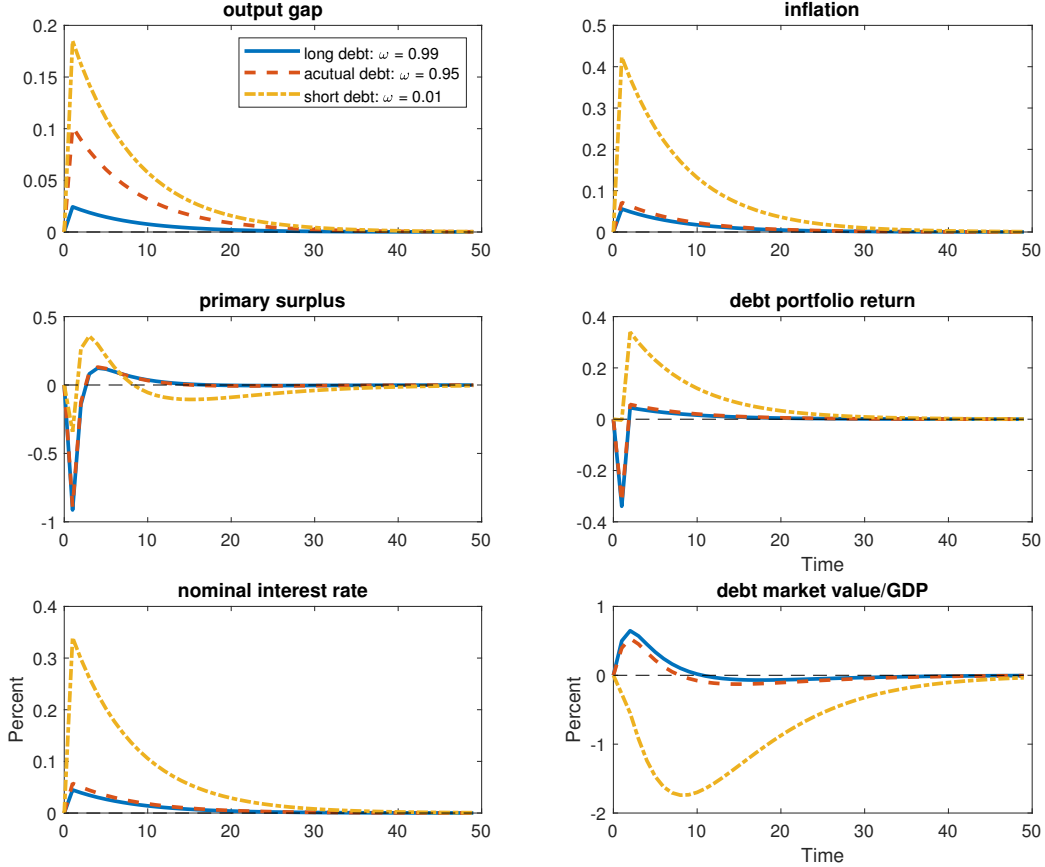 output gap
0.2
0.15
0.1
0.05
0
0 10 20 30 40 50
long debt: ω = 0.99
acutual debt: ω = 0.95
short debt: ω = 0.01
inflation
0.5
0.4
0.3
0.2
0.1
0
0 10 20 30 40 50
primary surplus
0.5
0
-0.5
-1
0 10 20 30 40 50
debt portfolio return
0.4
0.2
0
-0.2
-0.4
0 10 20 30 40 50
Time
nominal interest rate
Percent
0.4
0.3
0.2
0.1
0
0 10 20 30 40 50
debt market value/GDP
Percent
1
0
-1
-2
0 10 20 30 40 50
Time